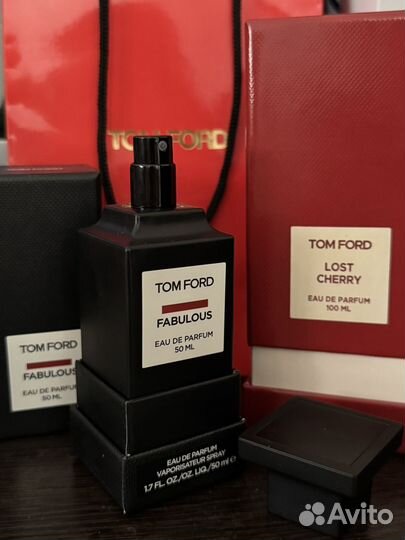 TOM FORD
TOM FORD
LOST
CHERRY
EAU DE PARFUM
100 ML
TOM FORD
FABULOUS
EAU DE PARFUM
50 ML
TOM FORD
FABULOUS
EAU DE PARFUM
50 ML
EAU DE PARFUM
VAPORISATEUR SPRAY
1.7 FL. OZ./OZ. LIQ./50 ml e
Avito